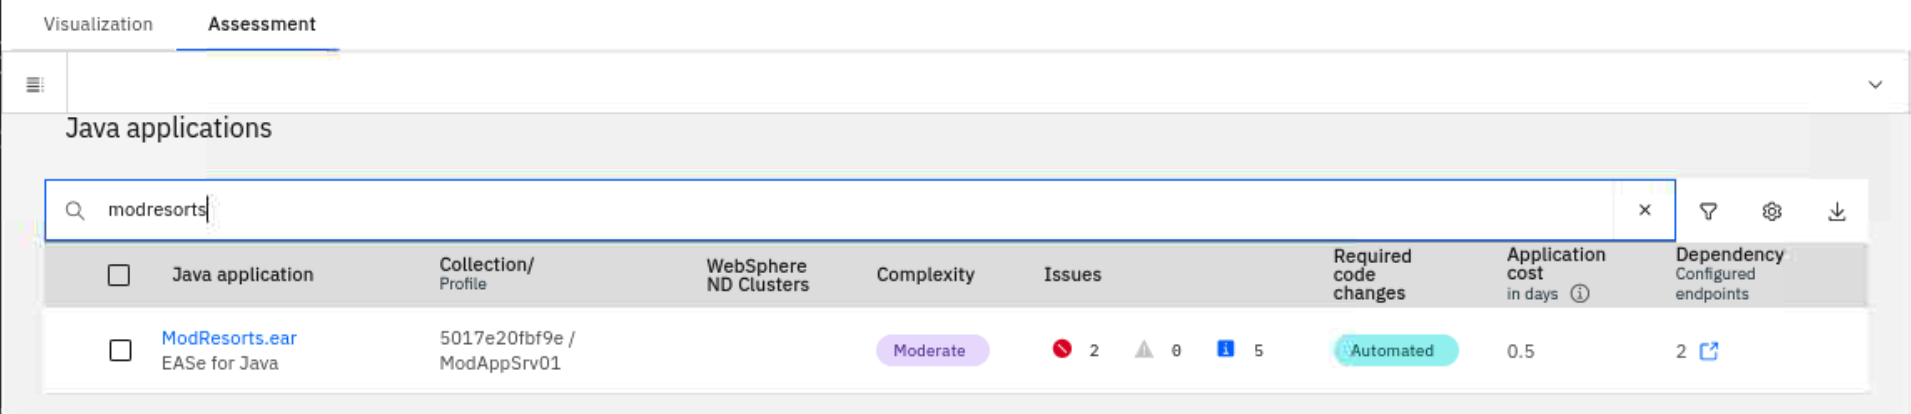 Visualization
Assessment
Java applications
modresorts
Java application
Collection/
Profile
WebSphere
ND Clusters
Complexity
Issues
Required
code
changes
Application
cost
in days
Dependency
Configured
endpoints
ModResorts.ear
EASe for Java
5017e20fbf9e /
ModAppSrv01
Moderate
2
0
5
Automated
0.5
2